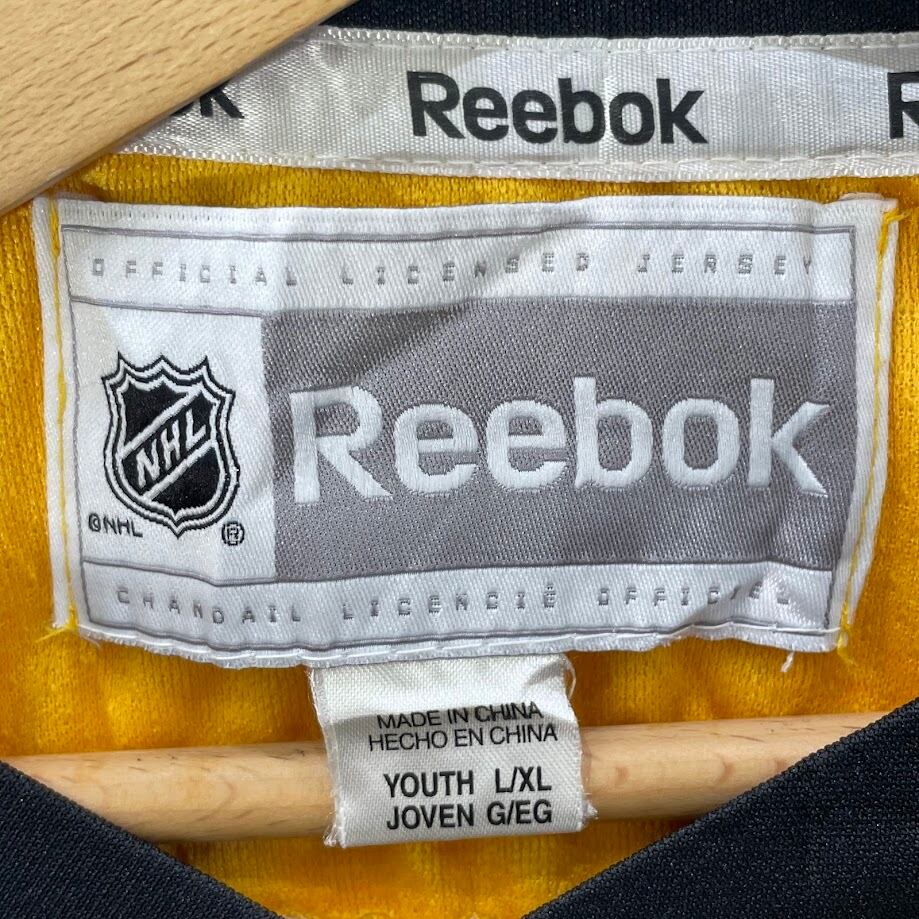 Reebok
OFFICIAL LICENSED JERSEY
NHL
Reebok
©NHL ®
CHANDAIL LICENCIÉ OFFICIEL
MADE IN CHINA
HECHO EN CHINA
YOUTH L/XL
JOVEN G/EG